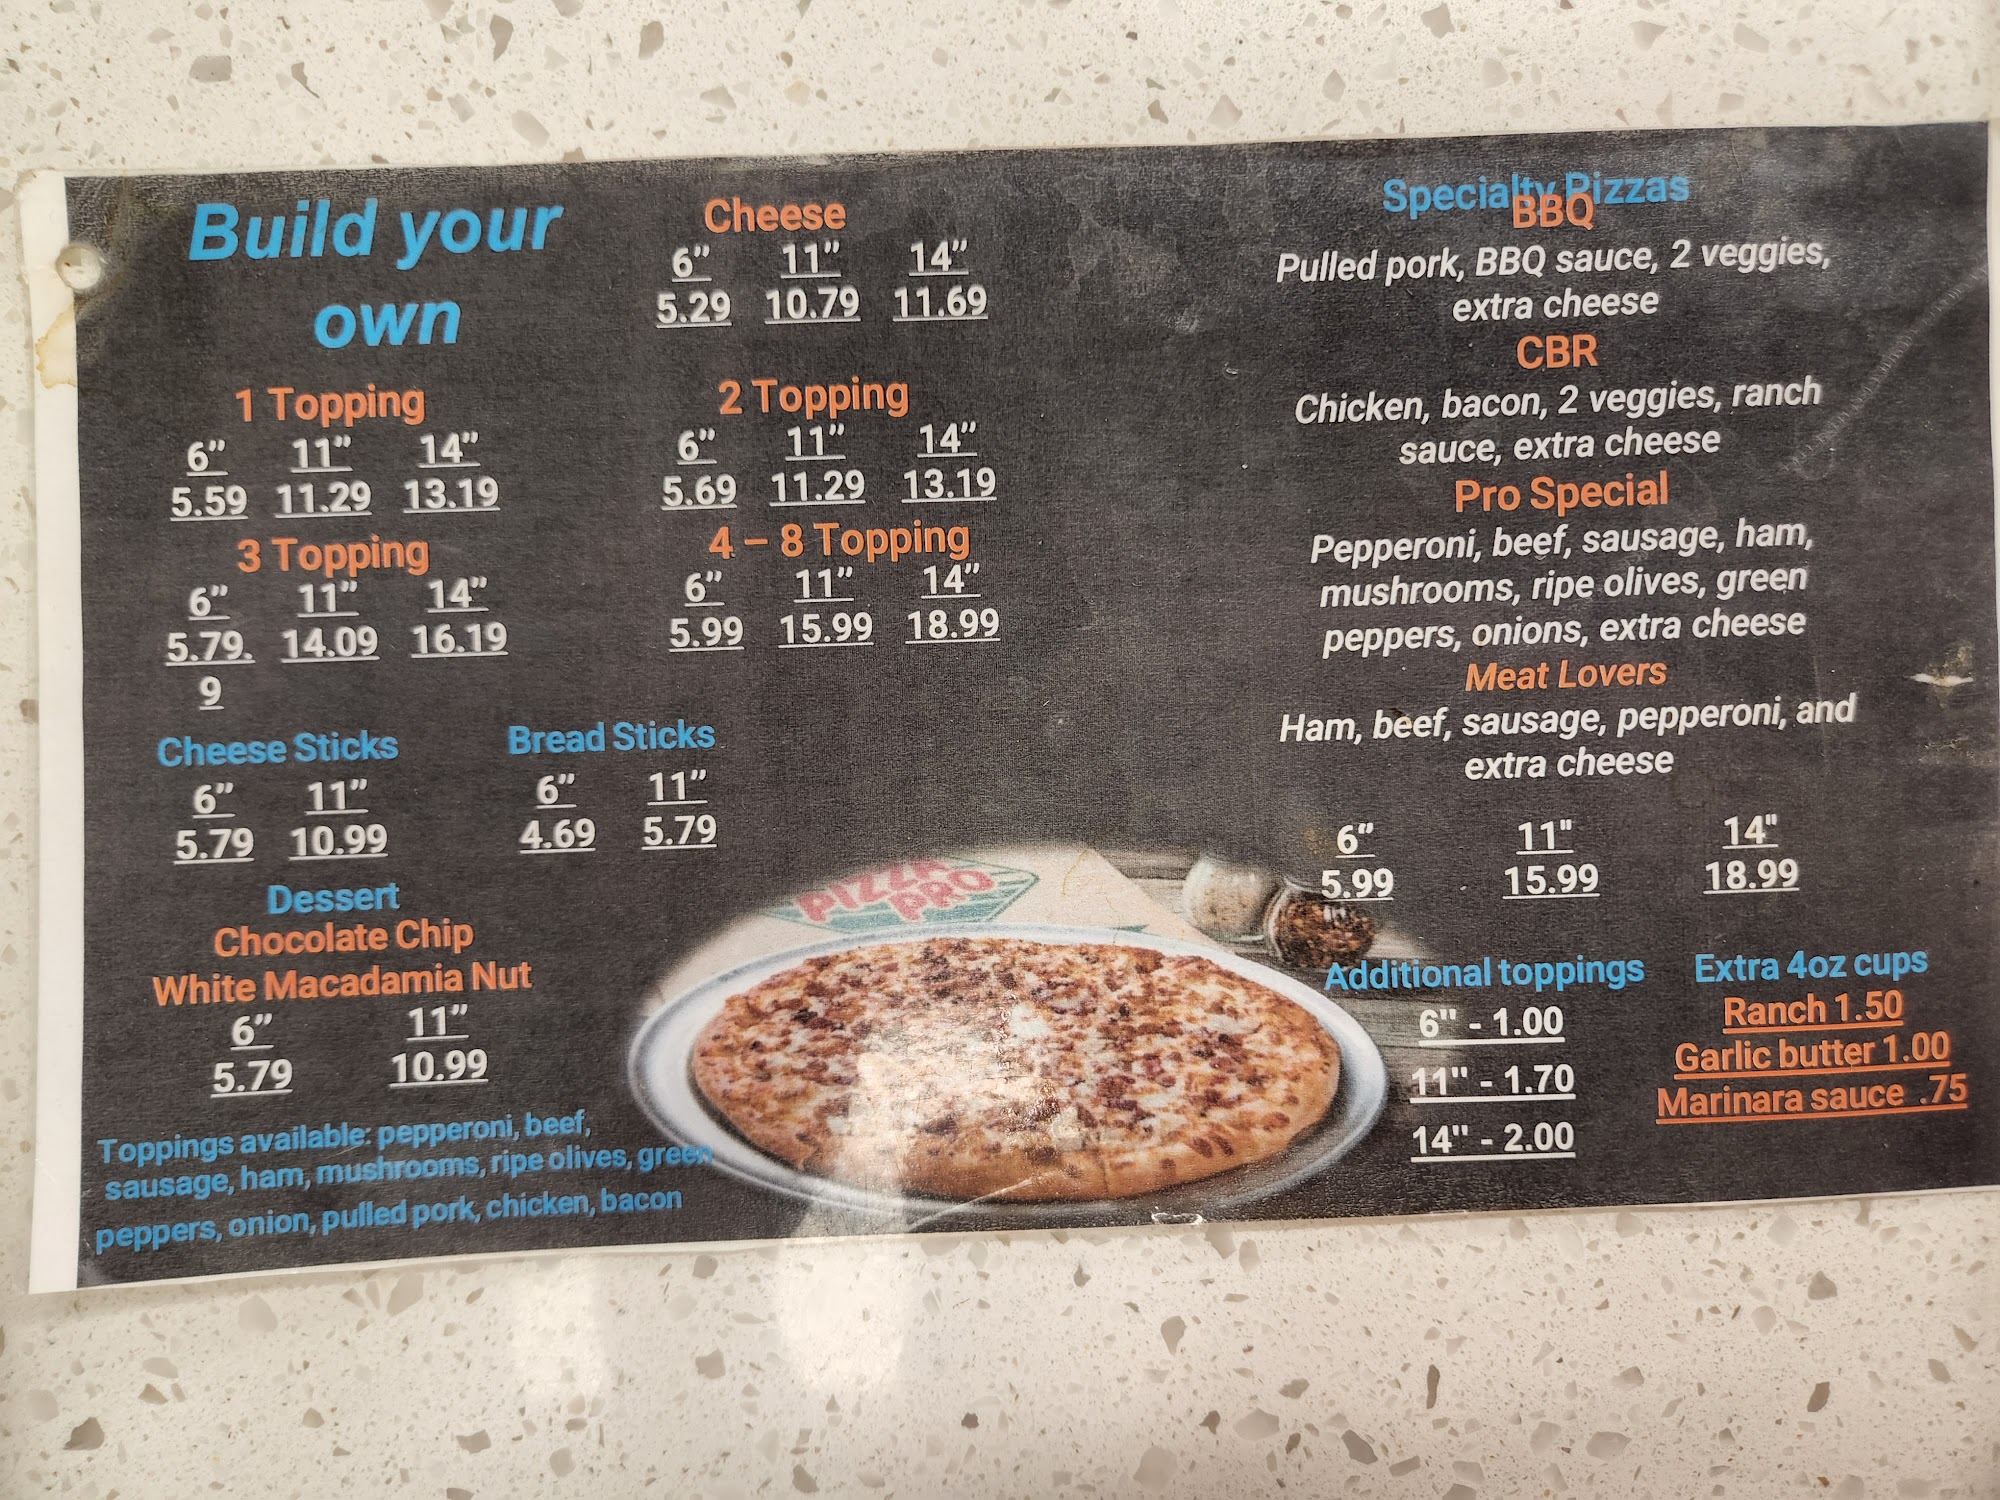 Build your
own
Cheese
6” 11” 14”
5.29 10.79 11.69
1 Topping
6” 11” 14”
5.59 11.29 13.19
2 Topping
6” 11” 14”
5.69 11.29 13.19
3 Topping
6” 11” 14”
5.79. 14.09 16.19
9
4 – 8 Topping
6” 11” 14”
5.99 15.99 18.99
Cheese Sticks
6” 11”
5.79 10.99
Bread Sticks
6” 11”
4.69 5.79
Dessert
Chocolate Chip
White Macadamia Nut
6” 11”
5.79 10.99
Toppings available: pepperoni, beef,
sausage, ham, mushrooms, ripe olives, green
peppers, onion, pulled pork, chicken, bacon
PIZZA
PRO
Specialty Pizzas
BBQ
Pulled pork, BBQ sauce, 2 veggies,
extra cheese
CBR
Chicken, bacon, 2 veggies, ranch
sauce, extra cheese
Pro Special
Pepperoni, beef, sausage, ham,
mushrooms, ripe olives, green
peppers, onions, extra cheese
Meat Lovers
Ham, beef, sausage, pepperoni, and
extra cheese
6” 11" 14"
5.99 15.99 18.99
Additional toppings
6" - 1.00
11" - 1.70
14" - 2.00
Extra 4oz cups
Ranch 1.50
Garlic butter 1.00
Marinara sauce .75